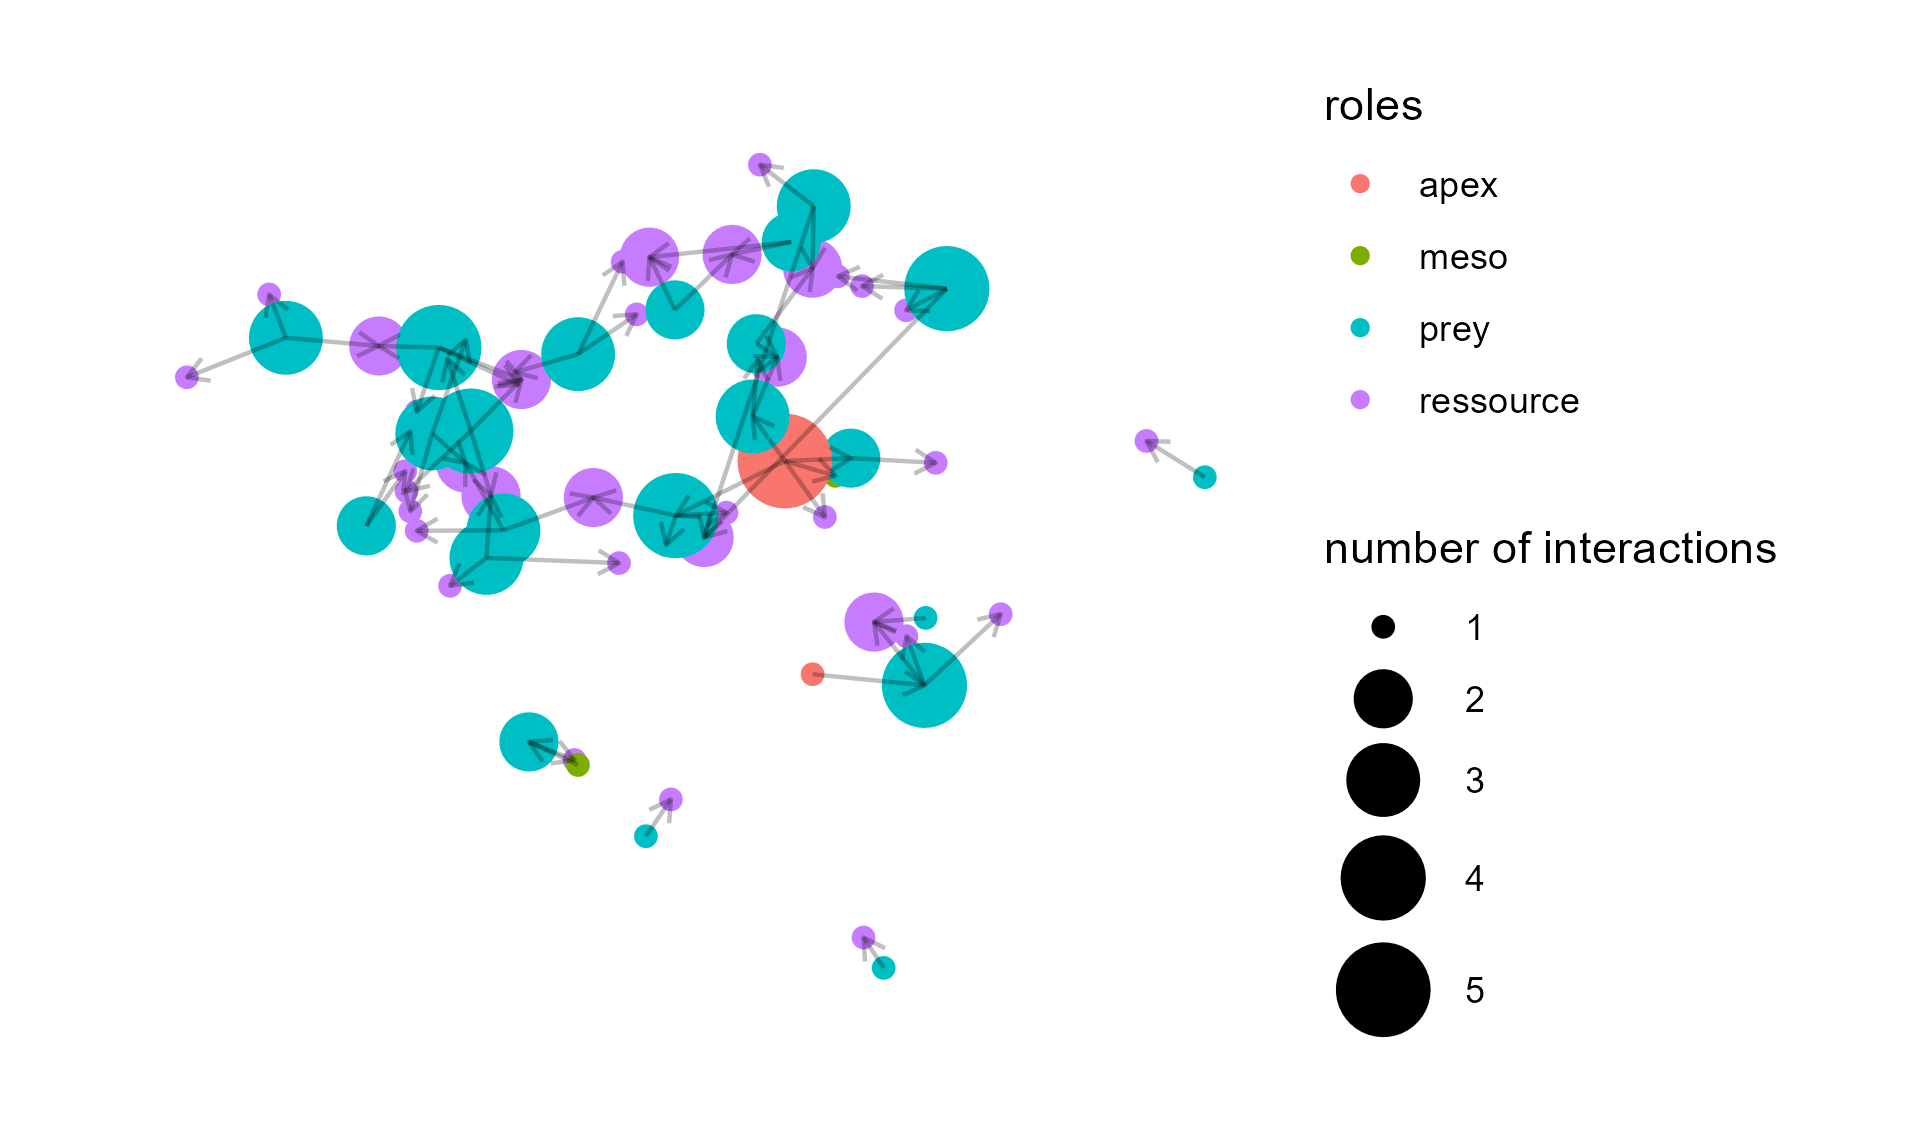 roles
apex
meso
prey
ressource
number of interactions
1
2
3
4
5